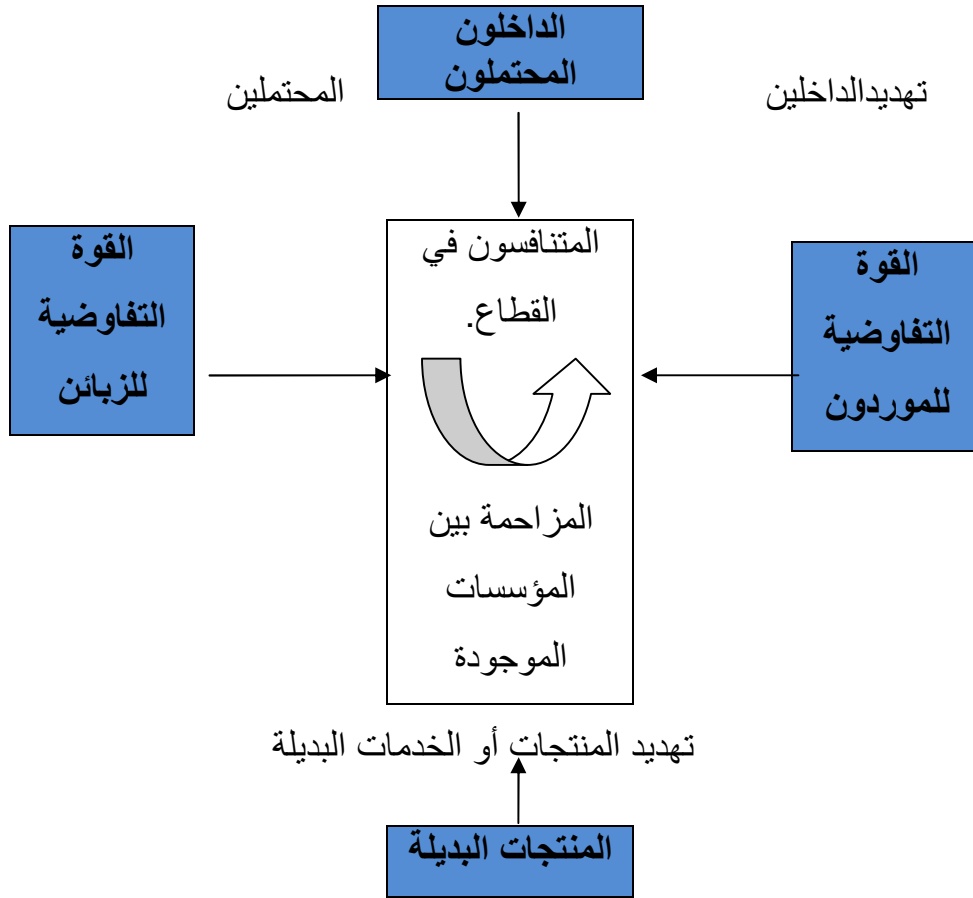 الداخلون
المحتملون
تهديدالداخلين
المحتملين
القوة
التفاوضية
للموردون
المتنافسون في
القطاع.
المزاحمة بين
المؤسسات
الموجودة
القوة
التفاوضية
للزبائن
تهديد المنتجات أو الخدمات البديلة
المنتجات البديلة